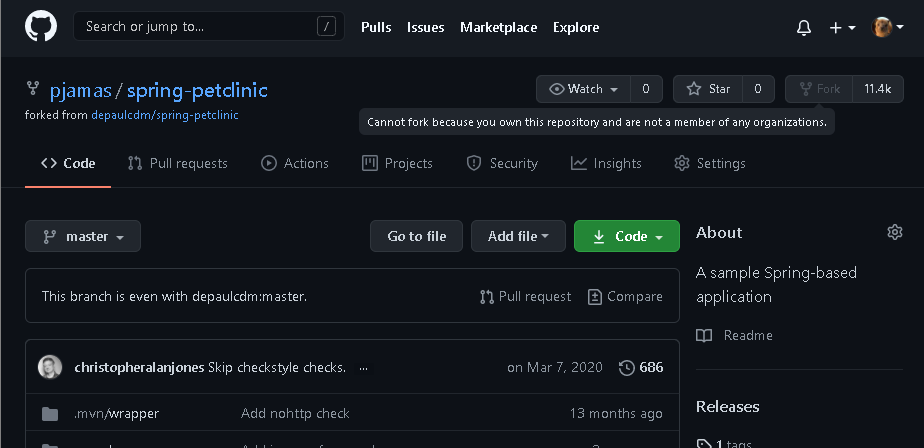 Search or jump to... /
Pulls Issues Marketplace Explore
pjamas / spring-petclinic
Watch 0 Star 0 Fork 11.4k
forked from depaulcdm/spring-petclinic
Cannot fork because you own this repository and are not a member of any organizations.
Code Pull requests Actions Projects Security Insights Settings
master Go to file Add file Code
About
A sample Spring-based
application
Readme
This branch is even with depaulcdm:master. Pull request Compare
christopheralanjones Skip checkstyle checks. ... on Mar 7, 2020 686
.mvn/wrapper Add nohttp check 13 months ago
Releases
1 tags